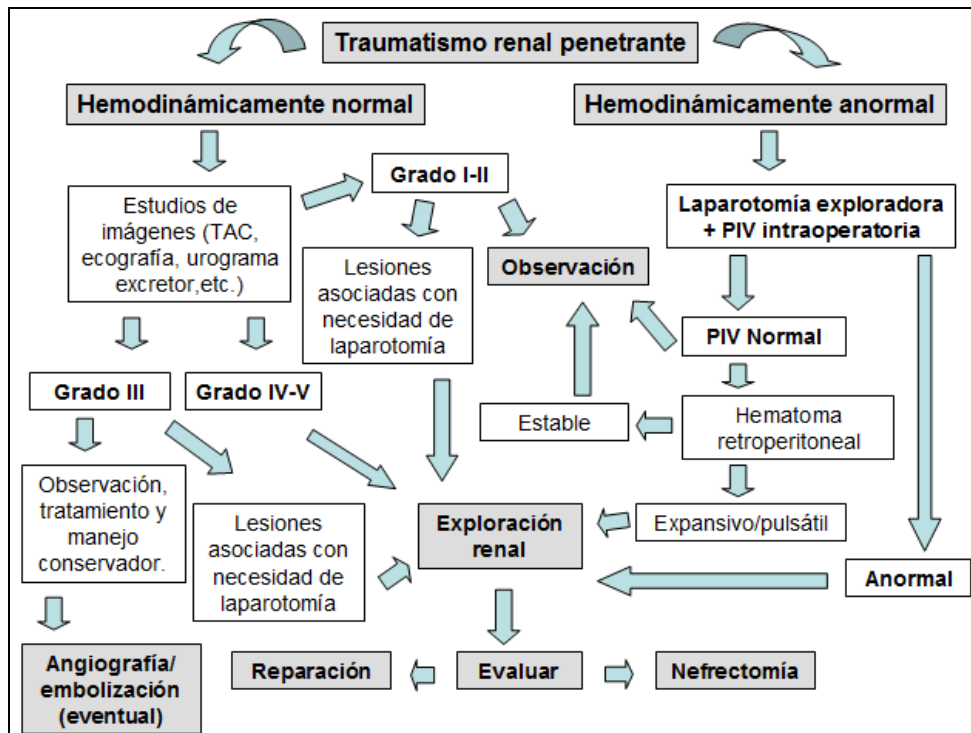 Traumatismo renal penetrante
Hemodinámicamente normal
Hemodinámicamente anormal
Estudios de
imágenes (TAC,
ecografía, urograma
excretor,etc.)
Grado I-II
Lesiones
asociadas con
necesidad de
laparotomía
Observación
Laparotomía exploradora
+ PIV intraoperatoria
PIV Normal
Grado III
Grado IV-V
Estable
Hematoma
retroperitoneal
Observación,
tratamiento y
manejo
conservador.
Lesiones
asociadas con
necesidad de
laparotomía
Exploración
renal
Expansivo/pulsátil
Anormal
Angiografía/
embolización
(eventual)
Reparación
Evaluar
Nefrectomía